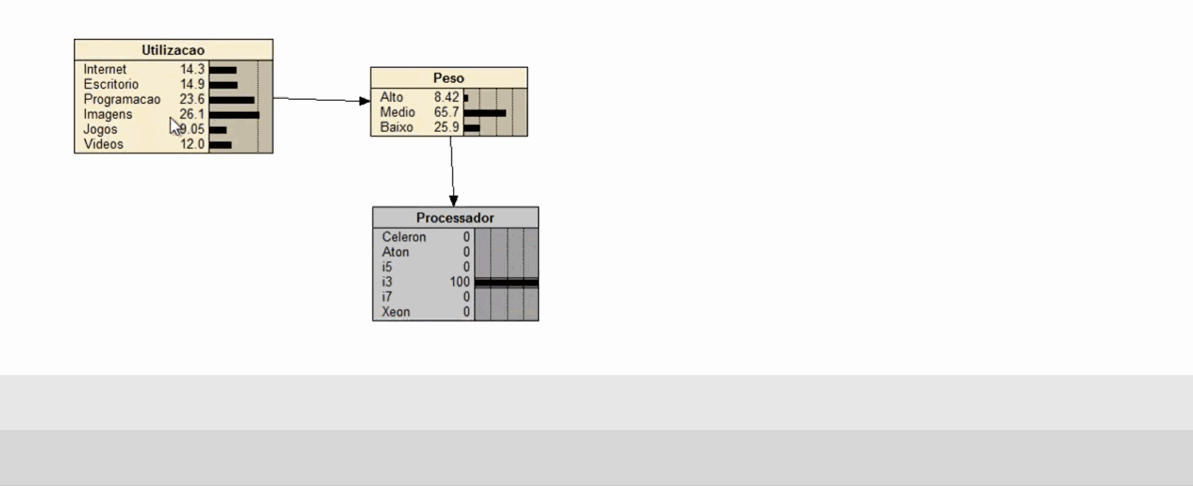 Utilizacao
Internet 14.3
Escritorio 14.9
Programacao 23.6
Imagens 26.1
Jogos 9.05
Videos 12.0
Peso
Alto 8.42
Medio 65.7
Baixo 25.9
Processador
Celeron 0
Aton 0
i5 0
i3 100
i7 0
Xeon 0